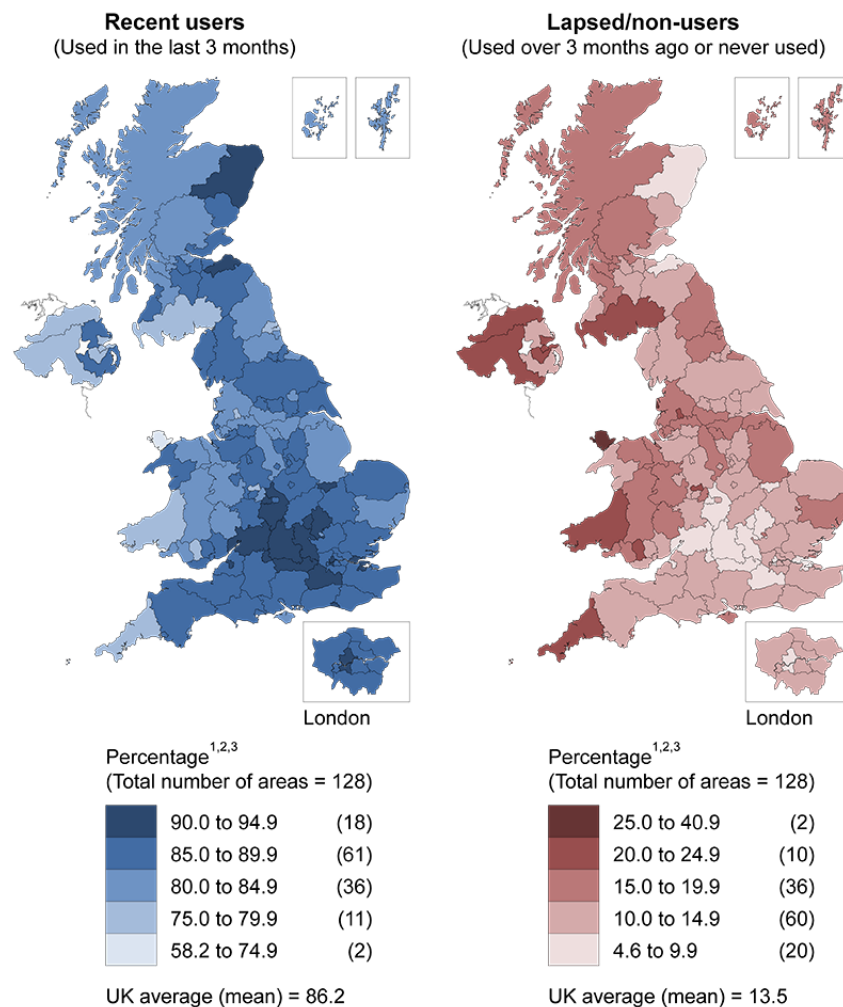 Recent users
(Used in the last 3 months)
Lapsed/non-users
(Used over 3 months ago or never used)
London
London
Percentage1,2,3
(Total number of areas = 128)
90.0 to 94.9 (18)
85.0 to 89.9 (61)
80.0 to 84.9 (36)
75.0 to 79.9 (11)
58.2 to 74.9 (2)
UK average (mean) = 86.2
Percentage1,2,3
(Total number of areas = 128)
25.0 to 40.9 (2)
20.0 to 24.9 (10)
15.0 to 19.9 (36)
10.0 to 14.9 (60)
4.6 to 9.9 (20)
UK average (mean) = 13.5